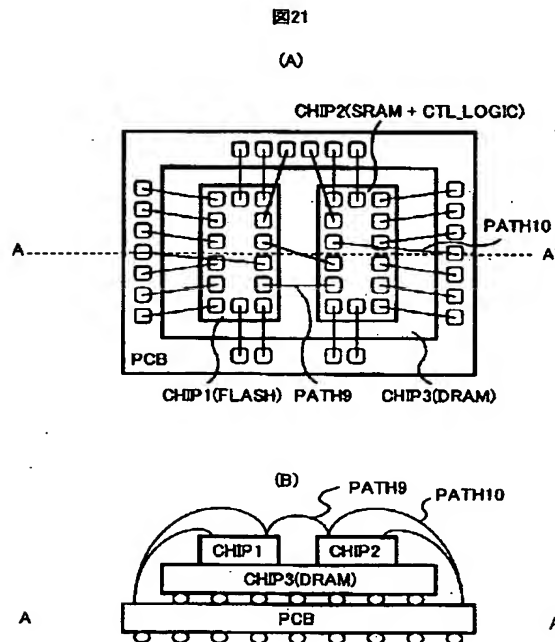 図21
(A)
CHIP2(SRAM + CTL_LOGIC)
PATH10
A A
PCB
CHIP1(FLASH) PATH9 CHIP3(DRAM)
(B)
PATH9
PATH10
CHIP1 CHIP2
CHIP3(DRAM)
A PCB A